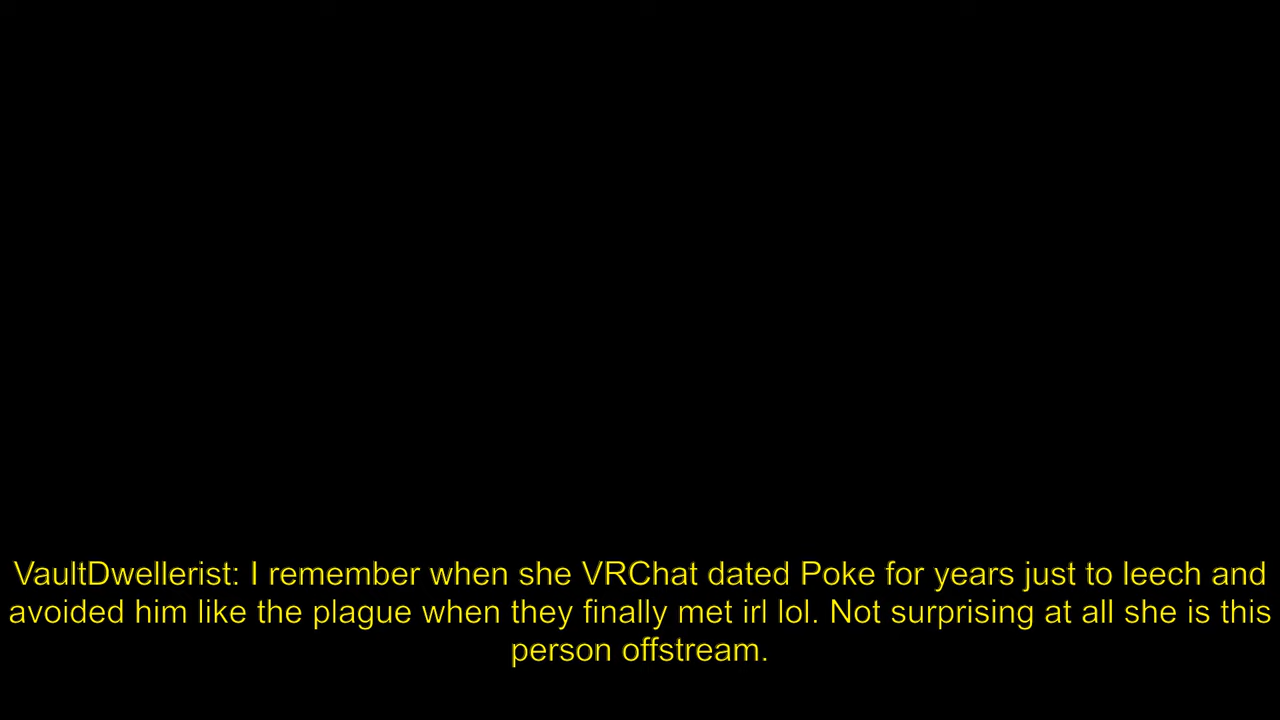 VaultDwellerist: I remember when she VRChat dated Poke for years just to leech and
avoided him like the plague when they finally met irl lol. Not surprising at all she is this
person offstream.